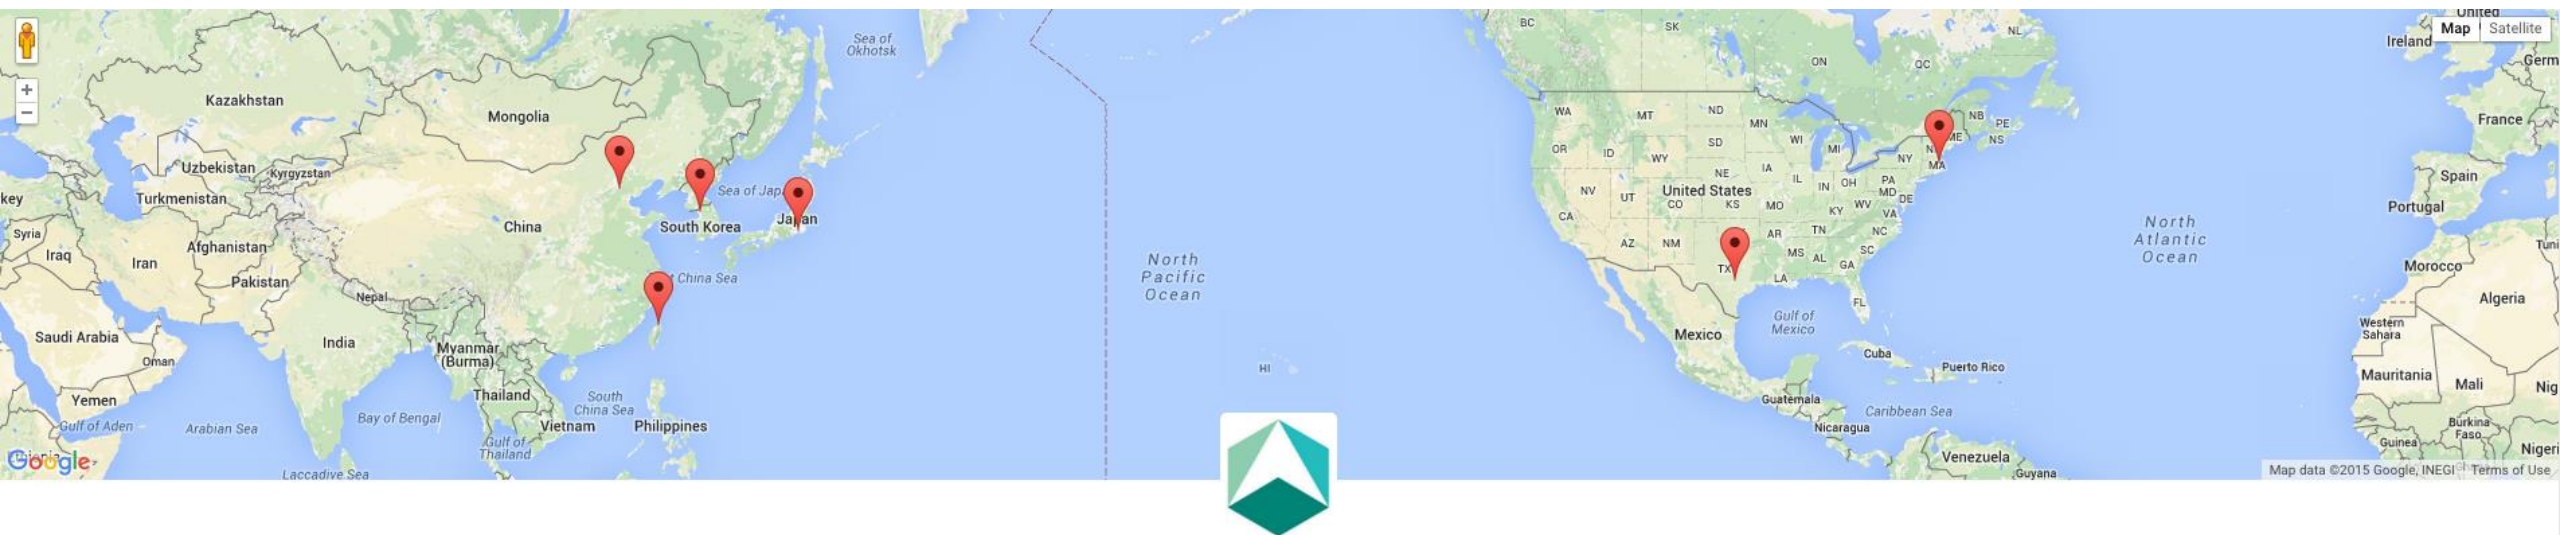 United
Map
Satellite
BC
SK
NL
Ireland
Sea of
Okhotsk
ON
QC
Germ
Kazakhstan
Mongolia
WA
MT
ND
MN
NB
PE
ME
NS
France
OR
ID
SD
WY
WI
MI
NY
MA
Uzbekistan
Kyrgyzstan
Turkmenistan
key
Sea of Jap
NV
UT
NE
IA
IL
IN
OH
PA
MD
DE
United States
CO
KS
MO
KY
WV
VA
Spain
Portugal
Syria
Iraq
Iran
Afghanistan
Pakistan
China
South Korea
Japan
CA
AZ
NM
AR
TN
NC
SC
MS
AL
GA
TX
LA
FL
North
Atlantic
Ocean
Tuni
Morocco
Algeria
Nepal
t China Sea
North
Pacific
Ocean
Saudi Arabia
Oman
India
Myanmar
(Burma)
Mexico
Gulf of
Mexico
Western
Sahara
Cuba
Puerto Rico
HI
Yemen
Gulf of Aden
Arabian Sea
Bay of Bengal
Thailand
South
China Sea
Vietnam
Philippines
Gulf of
Thailand
Guatemala
Caribbean Sea
Nicaragua
Mauritania
Mali
Nig
Burkina
Faso
Guinea
Nigeri
Google
Laccadive Sea
Venezuela
Guyana
Map data ©2015 Google, INEGI
Terms of Use